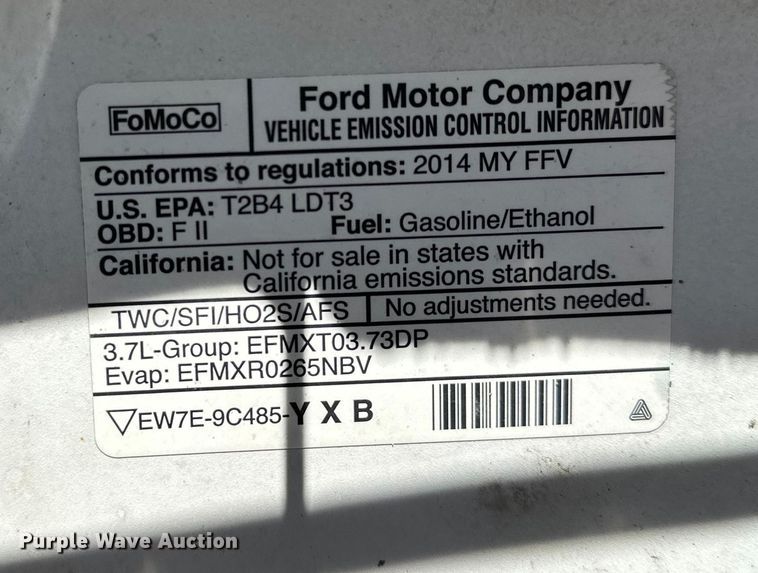 FoMoCo
Ford Motor Company
VEHICLE EMISSION CONTROL INFORMATION
Conforms to regulations: 2014 MY FFV
U.S. EPA: T2B4 LDT3
OBD: F II Fuel: Gasoline/Ethanol
California: Not for sale in states with
California emissions standards.
TWC/SFI/HO2S/AFS No adjustments needed.
3.7L-Group: EFMXT03.73DP
Evap: EFMXR0265NBV
EW7E-9C485-Y X B
Purple Wave Auction